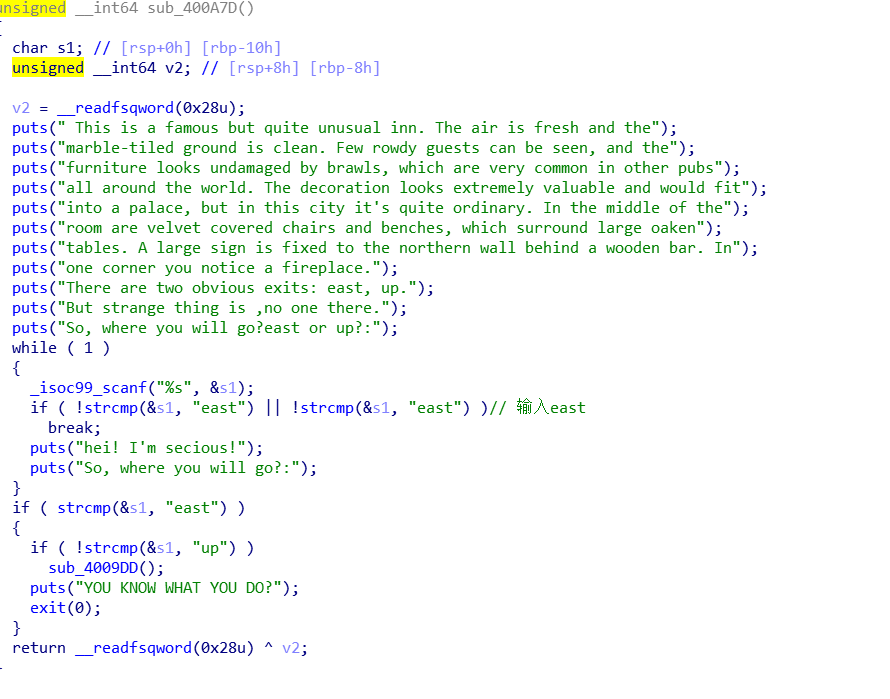 unsigned __int64 sub_400A7D()
{
char s1; // [rsp+0h] [rbp-10h]
unsigned __int64 v2; // [rsp+8h] [rbp-8h]
v2 = __readfsqword(0x28u);
puts(" This is a famous but quite unusual inn. The air is fresh and the");
puts("marble-tiled ground is clean. Few rowdy guests can be seen, and the");
puts("furniture looks undamaged by brawls, which are very common in other pubs");
puts("all around the world. The decoration looks extremely valuable and would fit");
puts("into a palace, but in this city it's quite ordinary. In the middle of the");
puts("room are velvet covered chairs and benches, which surround large oaken");
puts("tables. A large sign is fixed to the northern wall behind a wooden bar. In");
puts("one corner you notice a fireplace.");
puts("There are two obvious exits: east, up.");
puts("But strange thing is ,no one there.");
puts("So, where you will go?east or up?:");
while ( 1 )
{
_isoc99_scanf("%s", &s1);
if ( !strcmp(&s1, "east") || !strcmp(&s1, "east") )// 输入east
break;
puts("hei! I'm secious!");
puts("So, where you will go?:");
}
if ( strcmp(&s1, "east") )
{
if ( !strcmp(&s1, "up") )
sub_4009DD();
puts("YOU KNOW WHAT YOU DO?");
exit(0);
}
return __readfsqword(0x28u) ^ v2;